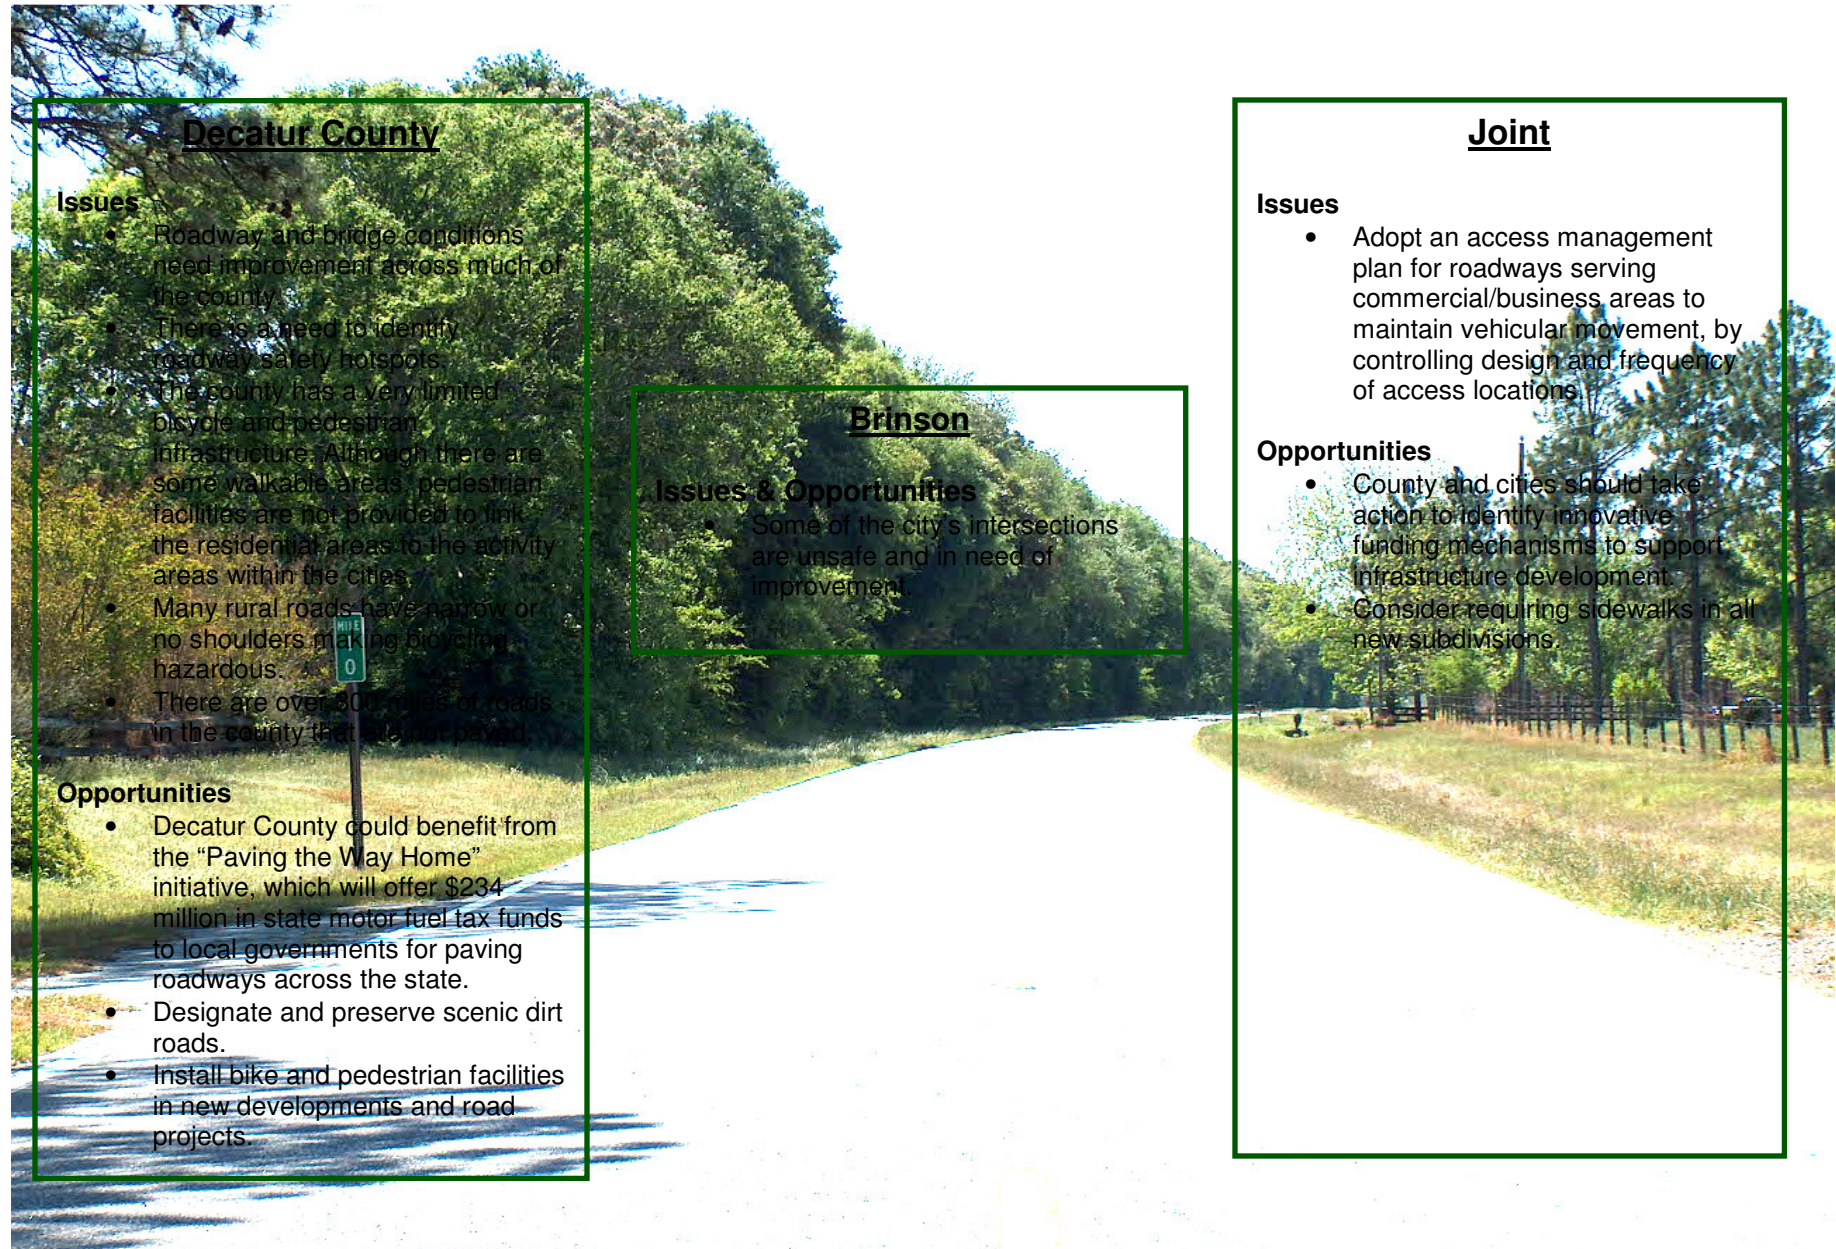 Decatur County
Issues
• Roadway and bridge conditions
need improvement across much of
the county.
• There is a need to identify
roadway safety hotspots.
• The county has a very limited
bicycle and pedestrian
infrastructure. Although there are
some walkable areas, pedestrian
facilities are not provided to link
the residential areas to the activity
areas within the cities.
• Many rural roads have narrow or
no shoulders making bicycling
hazardous.
• There are over 300 miles of roads
in the county that are not paved.
Opportunities
• Decatur County could benefit from
the “Paving the Way Home”
initiative, which will offer $234
million in state motor fuel tax funds
to local governments for paving
roadways across the state.
• Designate and preserve scenic dirt
roads.
• Install bike and pedestrian facilities
in new developments and road
projects.
MILE
0
Brinson
Issues & Opportunities
• Some of the city's intersections
are unsafe and in need of
improvement.
Joint
Issues
• Adopt an access management
plan for roadways serving
commercial/business areas to
maintain vehicular movement, by
controlling design and frequency
of access locations.
Opportunities
• County and cities should take
action to identify innovative
funding mechanisms to support
infrastructure development.
• Consider requiring sidewalks in all
new subdivisions.